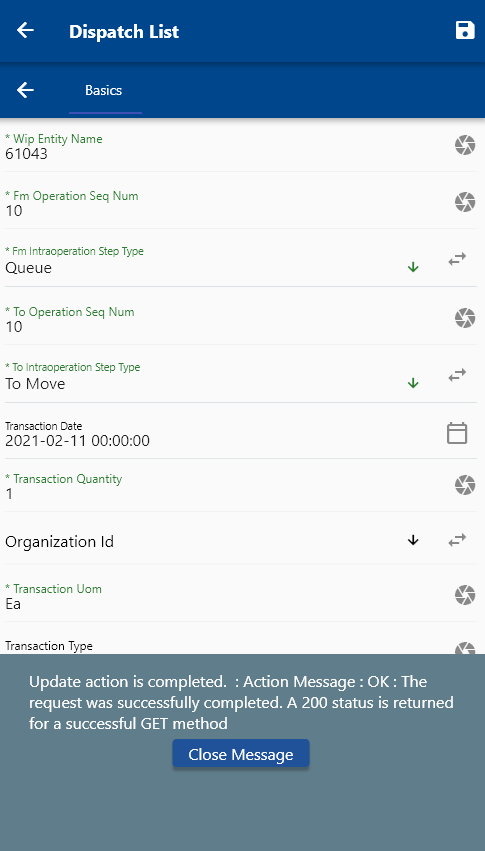 Dispatch List
Basics
* Wip Entity Name
61043
* Fm Operation Seq Num
10
* Fm Intraoperation Step Type
Queue
* To Operation Seq Num
10
* To Intraoperation Step Type
To Move
Transaction Date
2021-02-11 00:00:00
* Transaction Quantity
1
Organization Id
* Transaction Uom
Ea
Transaction Type
Update action is completed.  : Action Message : OK : The
request was successfully completed. A 200 status is returned
for a successful GET method
Close Message